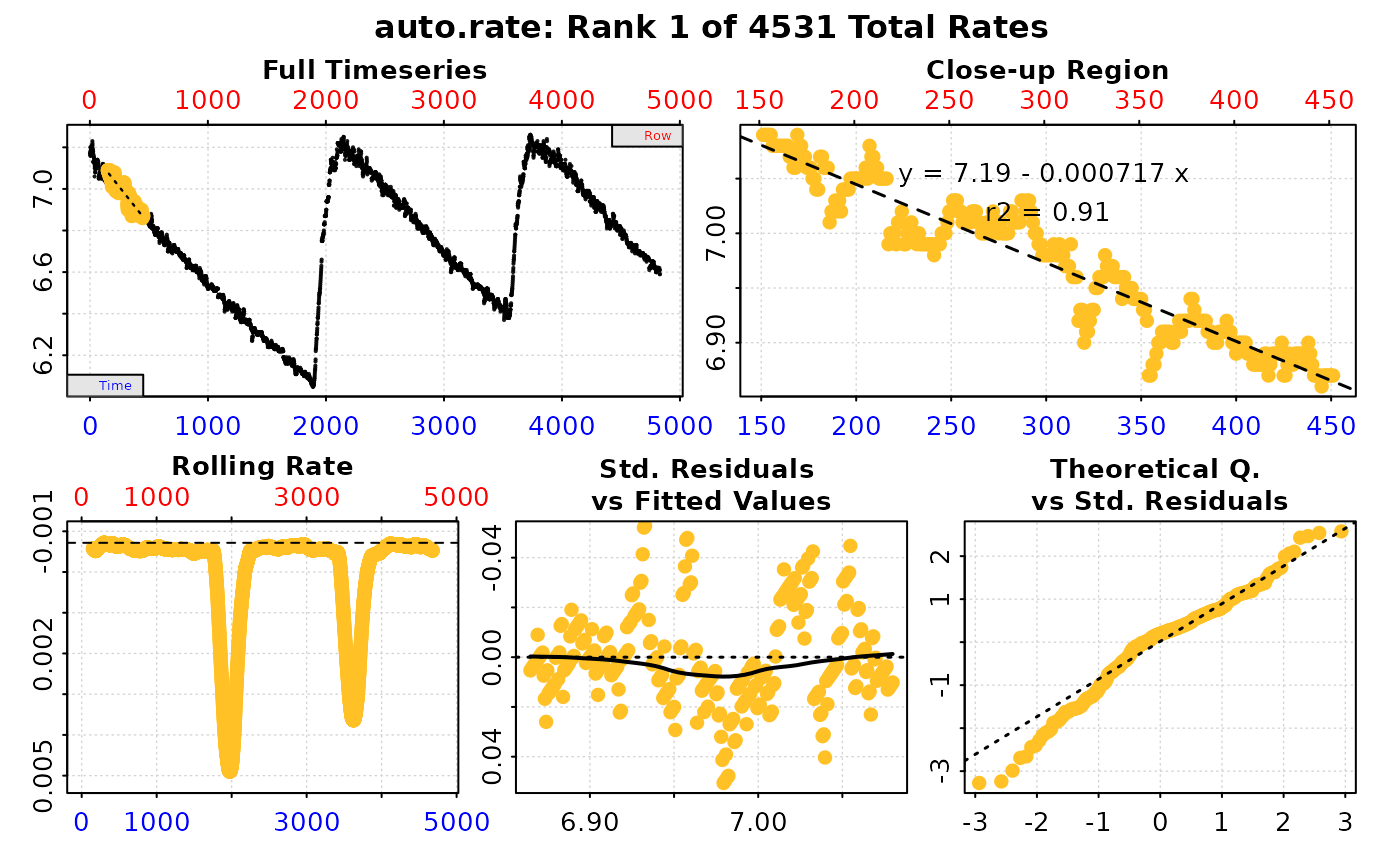 auto.rate: Rank 1 of 4531 Total Rates
Full Timeseries
0 1000 2000 3000 4000 5000
Row
7.0
6.6
6.2
Time
0 1000 2000 3000 4000 5000
Close-up Region
150 200 250 300 350 400 450
y = 7.19 - 0.000717 x
r2 = 0.91
7.00
6.90
150 200 250 300 350 400 450
Rolling Rate
0 1000 3000 5000
-0.001
0.002
0.005
0 1000 3000 5000
Std. Residuals
vs Fitted Values
-0.04
0.00
0.04
6.90 7.00
Theoretical Q.
vs Std. Residuals
2
1
-1
-3
-3 -2 -1 0 1 2 3